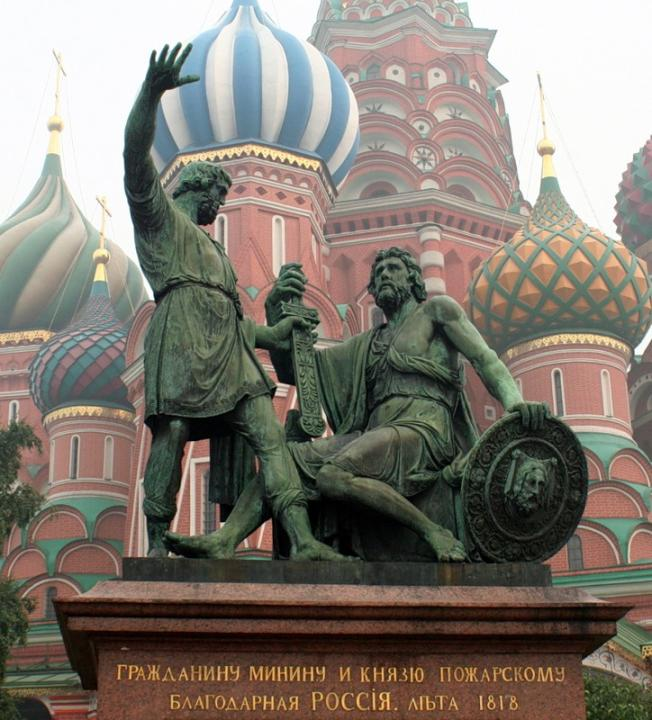 ГРАЖДАНИНУ МИНИНУ И КНЯЗЮ ПОЖАРСКОМУ
БЛАГОДАРНАЯ РОССІЯ. ЛѢТА 1818